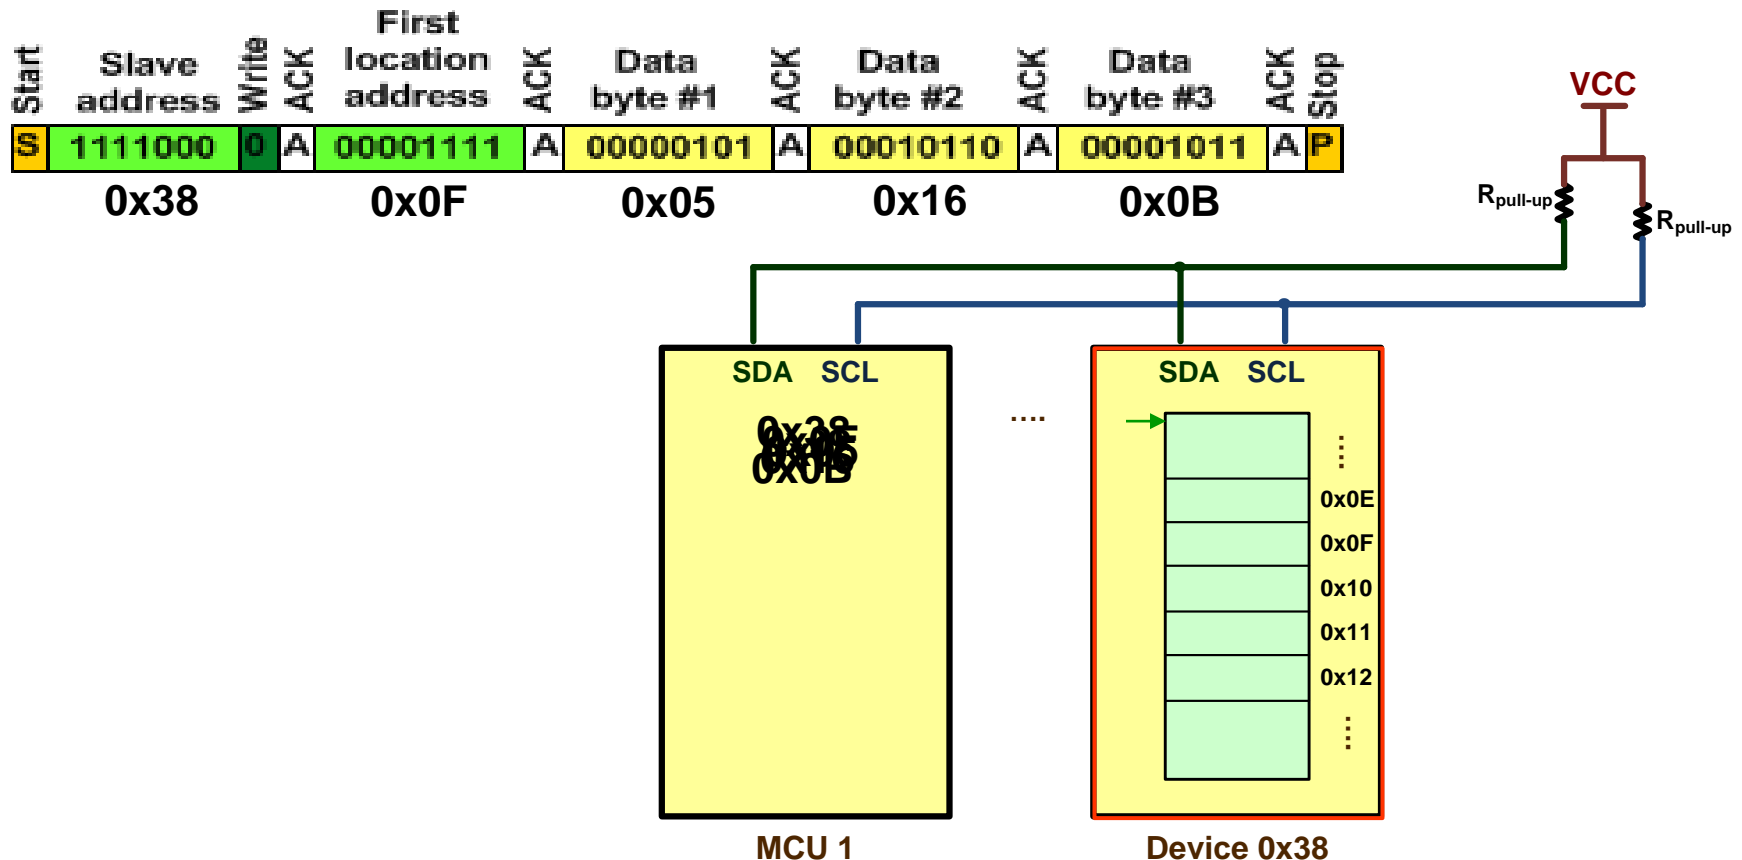 Start
Slave
address
Write
ACK
First
location
address
ACK
Data
byte #1
ACK
Data
byte #2
ACK
Data
byte #3
ACK
Stop
S 1111000 0 A 00001111 A 00000101 A 00010110 A 00001011 A P
0x38 0x0F 0x05 0x16 0x0B
VCC
Rpull-up
Rpull-up
SDA SCL
0x38
0x0B
....
SDA SCL
....
0x0E
0x0F
0x10
0x11
0x12
....
MCU 1
Device 0x38